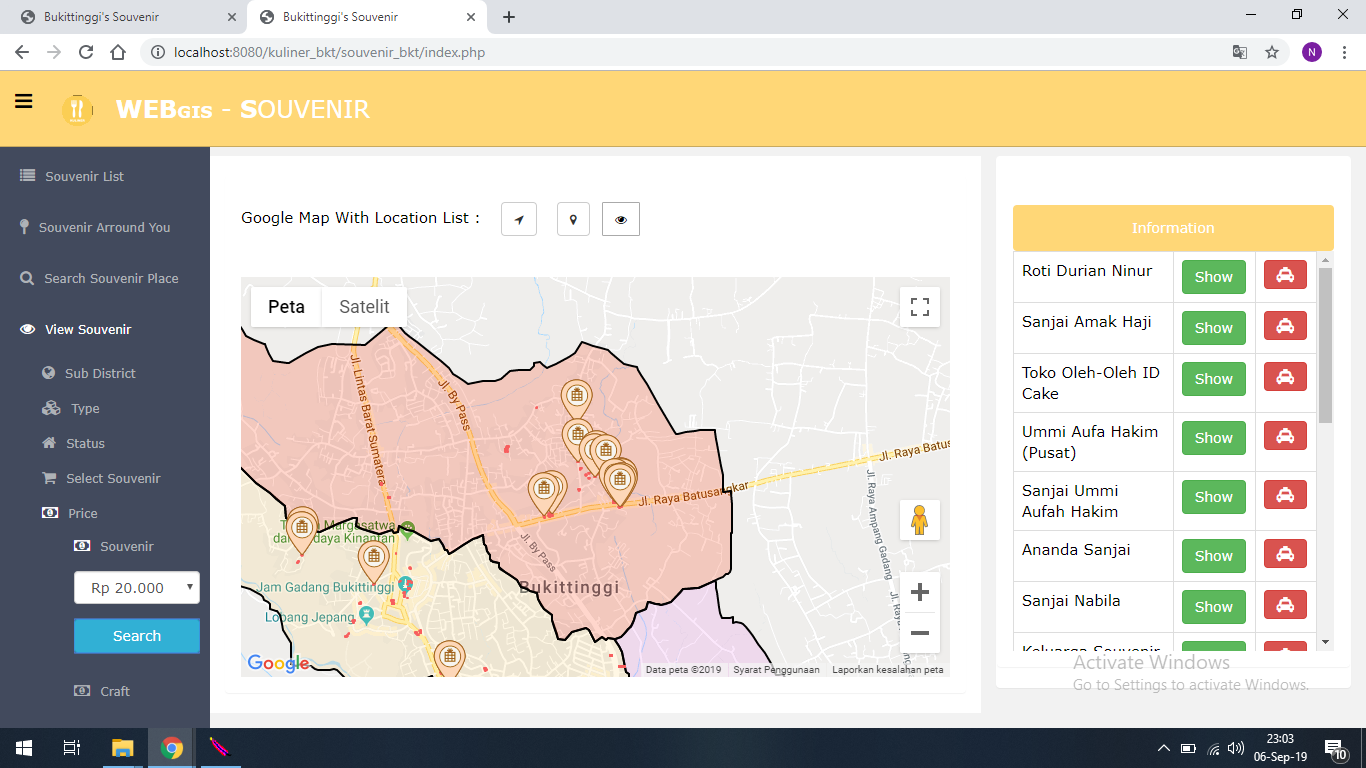 Bukittinggi's Souvenir
Bukittinggi's Souvenir
localhost:8080/kuliner_bkt/souvenir_bkt/index.php
N
WEBGIS - SOUVENIR
Souvenir List
Souvenir Arround You
Search Souvenir Place
View Souvenir
Sub District
Type
Status
Select Souvenir
Price
Souvenir
Rp 20.000
Search
Craft
Google Map With Location List :
Peta
Satelit
Jl. Lintas Barat Sumatera
Jl. By Pass
Jl. Raya Batusangkar
Jl. Raya Batus
Jl. Raya Ampang Gadang
Jl. By Pass
Margasatwa
daya Kinantan
Jam Gadang Bukittinggi
Lobang Jepang
Bukittinggi
Google
Data peta ©2019
Syarat Penggunaan
Laporkan kesalahan peta
Information
Roti Durian Ninur
Show
Sanjai Amak Haji
Show
Toko Oleh-Oleh ID
Cake
Show
Ummi Aufa Hakim
(Pusat)
Show
Sanjai Ummi
Aufah Hakim
Show
Ananda Sanjai
Show
Sanjai Nabila
Show
Keluarga Souvenir
Show
Activate Windows
Go to Settings to activate Windows.
23:03
06-Sep-19
10